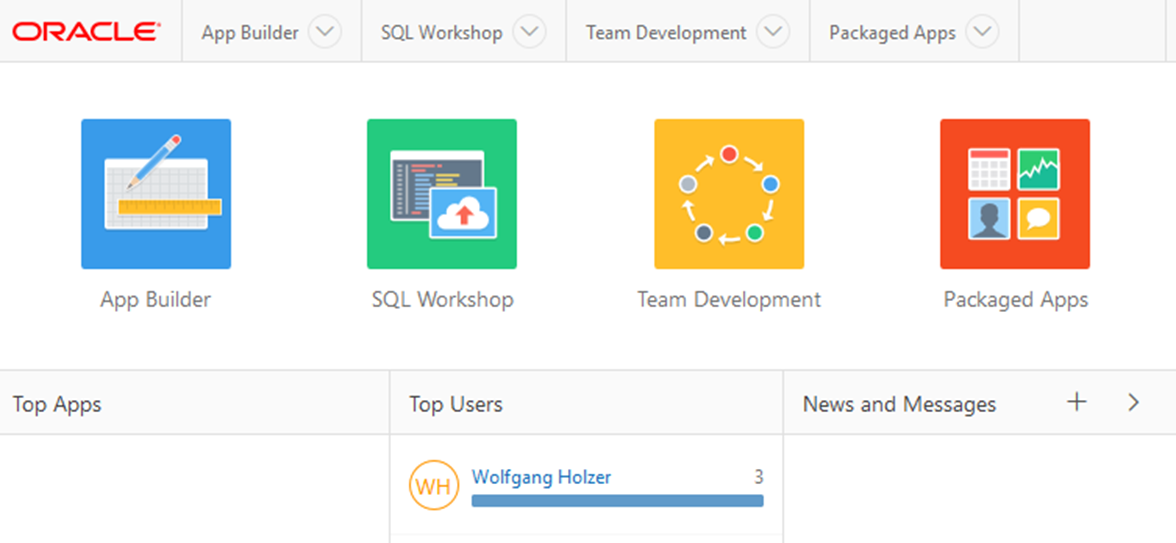 ORACLE App Builder SQL Workshop Team Development Packaged Apps
App Builder SQL Workshop Team Development Packaged Apps
Top Apps Top Users News and Messages
WH Wolfgang Holzer 3